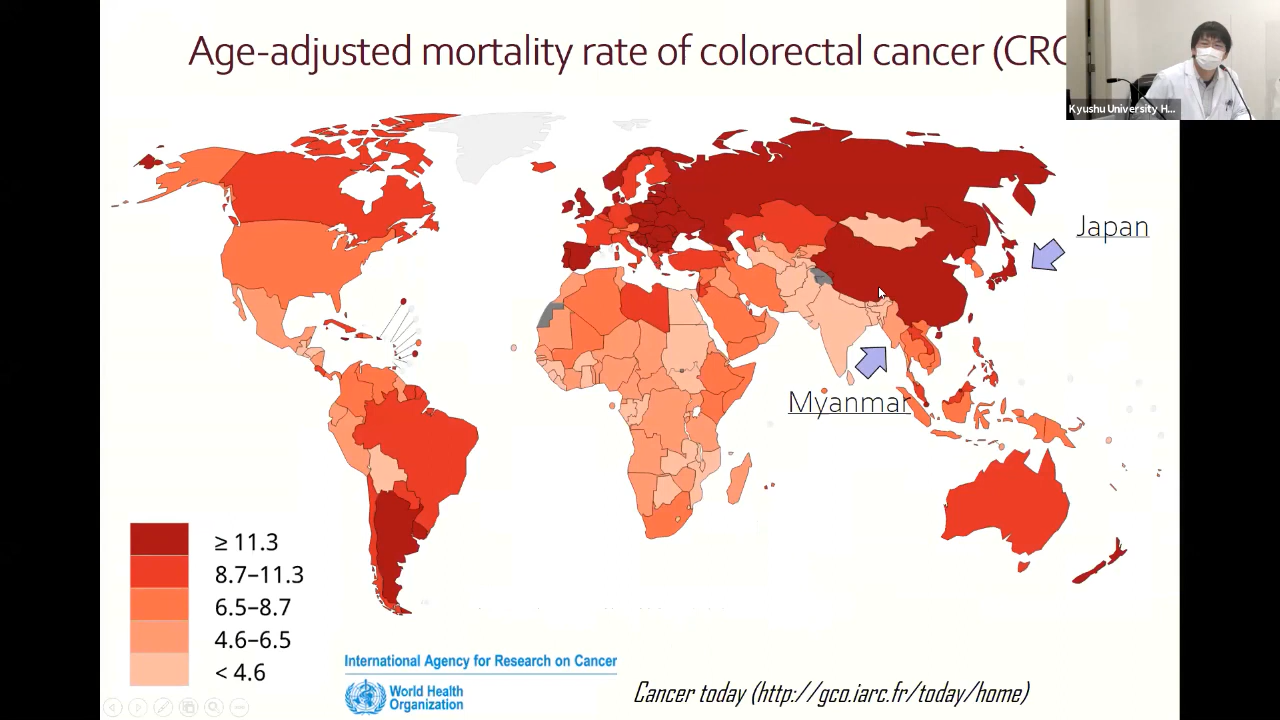 Age-adjusted mortality rate of colorectal cancer (CRC
Kyushu University H...
Japan
Myanmar
≥ 11.3
8.7–11.3
6.5–8.7
4.6–6.5
< 4.6
International Agency for Research on Cancer
World Health
Organization
Cancer today (http://gco.iarc.fr/today/home)